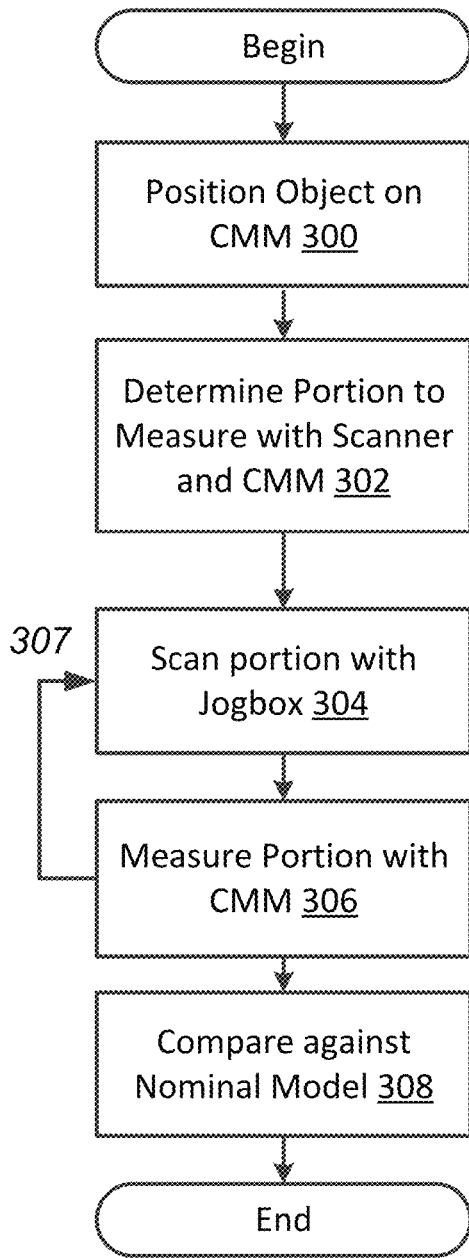 Begin
Position Object on
CMM 300
Determine Portion to
Measure with Scanner
and CMM 302
307
Scan portion with
Jogbox 304
Measure Portion with
CMM 306
Compare against
Nominal Model 308
End